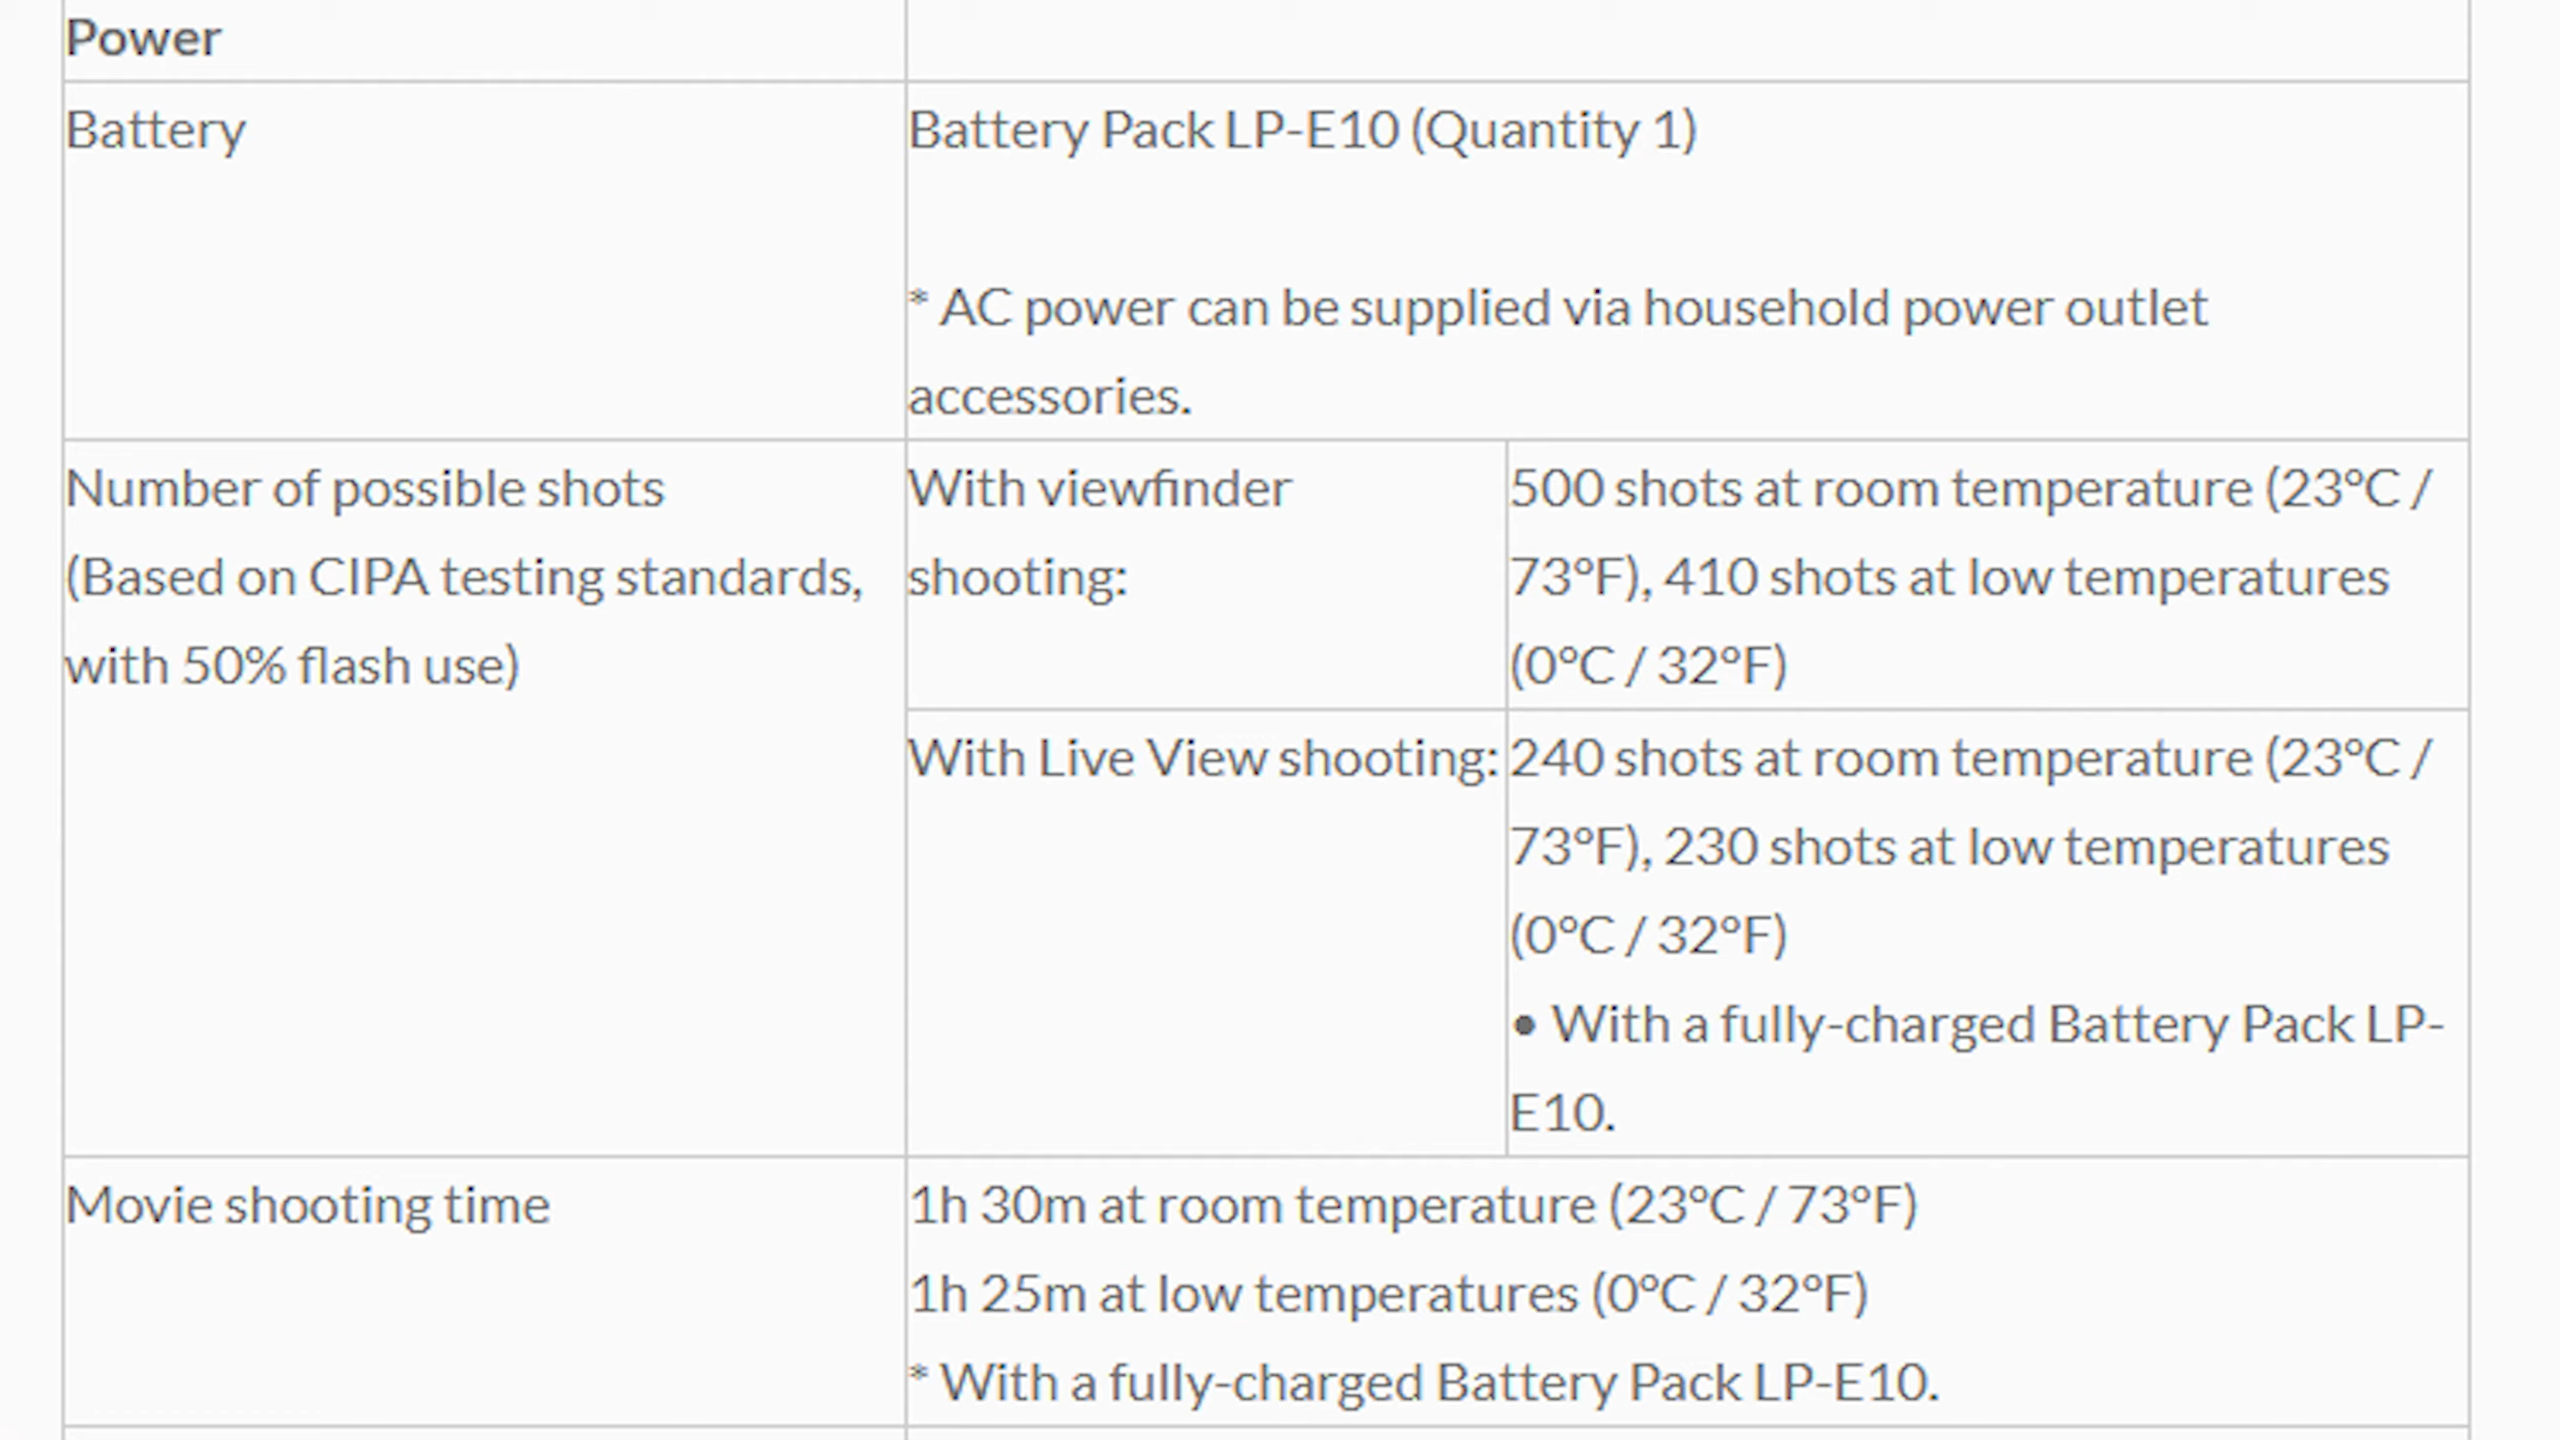 Power
Battery
Battery Pack LP-E10 (Quantity 1)
* AC power can be supplied via household power outlet
accessories.
Number of possible shots
(Based on CIPA testing standards,
with 50% flash use)
With viewfinder
shooting:
500 shots at room temperature (23°C /
73°F), 410 shots at low temperatures
(0°C / 32°F)
With Live View shooting:
240 shots at room temperature (23°C /
73°F), 230 shots at low temperatures
(0°C / 32°F)
• With a fully-charged Battery Pack LP-
E10.
Movie shooting time
1h 30m at room temperature (23°C / 73°F)
1h 25m at low temperatures (0°C / 32°F)
* With a fully-charged Battery Pack LP-E10.